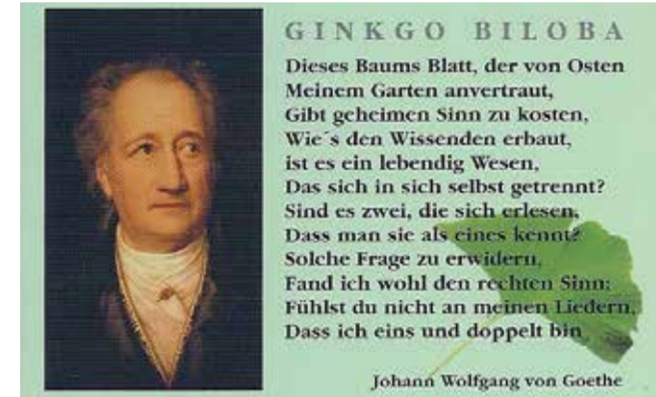 GINKGO BILOBA
Dieses Baums Blatt, der von Osten
Meinem Garten anvertraut,
Gibt geheimen Sinn zu kosten,
Wie´s den Wissenden erbaut,
ist es ein lebendig Wesen,
Das sich in sich selbst getrennt?
Sind es zwei, die sich erlesen,
Dass man sie als eines kennt?
Solche Frage zu erwidern,
Fand ich wohl den rechten Sinn:
Fühlst du nicht an meinen Liedern,
Dass ich eins und doppelt bin
Johann Wolfgang von Goethe